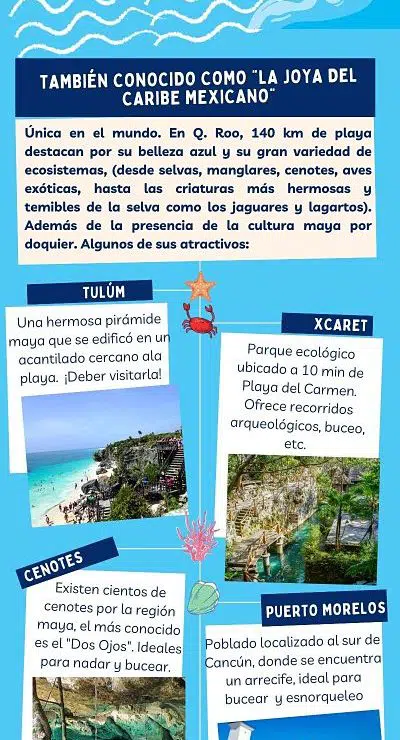 TAMBIÉN CONOCIDO COMO "LA JOYA DEL
CARIBE MEXICANO"
Única en el mundo. En Q. Roo, 140 km de playa
destacan por su belleza azul y su gran variedad de
ecosistemas, (desde selvas, manglares, cenotes, aves
exóticas, hasta las criaturas más hermosas y
temibles de la selva como los jaguares y lagartos).
Además de la presencia de la cultura maya por
doquier. Algunos de sus atractivos:
TULÚM
Una hermosa pirámide
maya que se edificó en un
acantilado cercano ala
playa. ¡Deber visitarla!
XCARET
Parque ecológico
ubicado a 10 min de
Playa del Carmen.
Ofrece recorridos
arqueológicos, buceo,
etc.
CENOTES
Existen cientos de
cenotes por la región
maya, el más conocido
es el "Dos Ojos". Ideales
para nadar y bucear.
PUERTO MORELOS
Poblado localizado al sur de
Cancún, donde se encuentra
un arrecife, ideal para
bucear y esnorqueleo